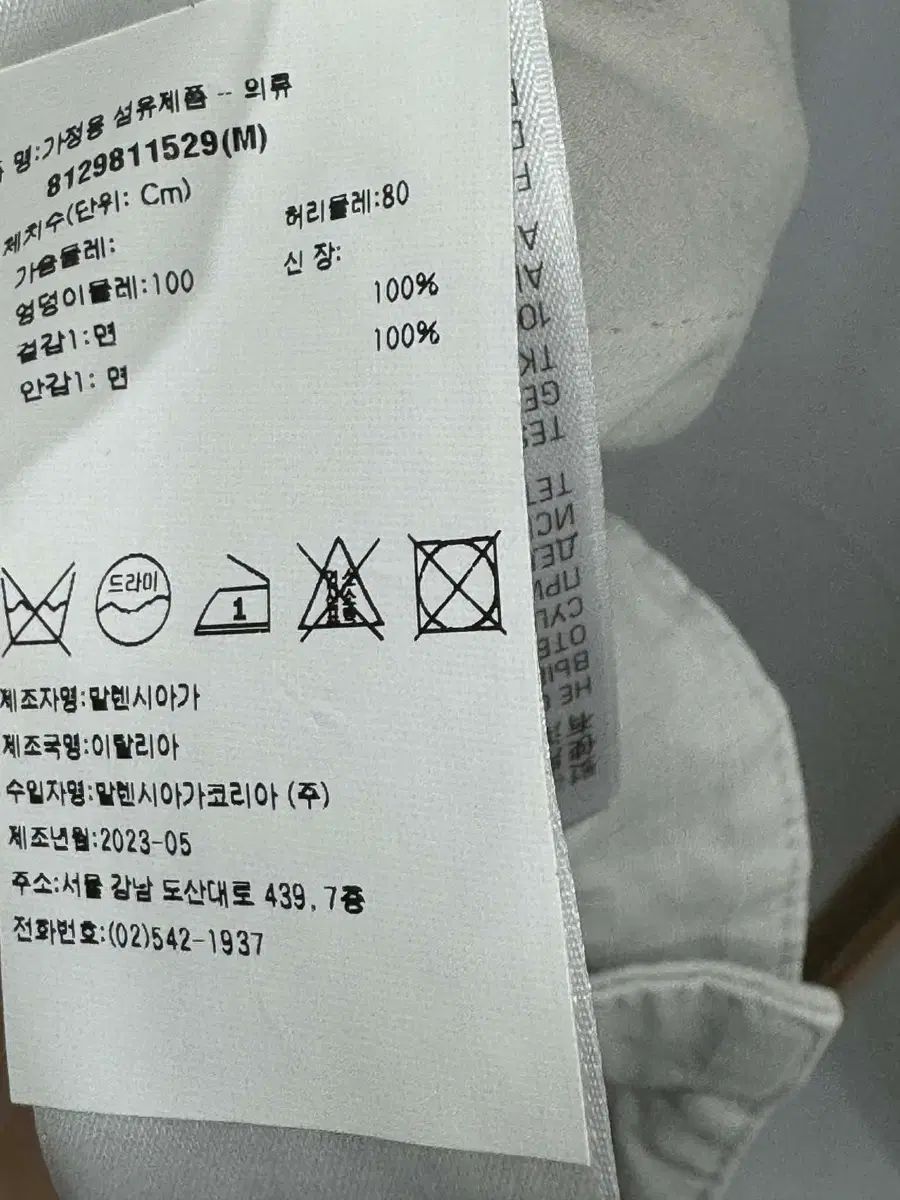 명:가정용 섬유제품 -- 의류
8129811529(M)
제치수(단위: Cm)
허리둘레:80
가슴둘레:
신 장:
엉덩이둘레:100
겉감1:면 100%
안감1: 면 100%
드라이
1
제조자명:발렌시아가
제조국명:이탈리아
수입자명:발렌시아가코리아 (주)
제조년월:2023-05
주소:서울 강남 도산대로 439, 7층
전화번호:(02)542-1937